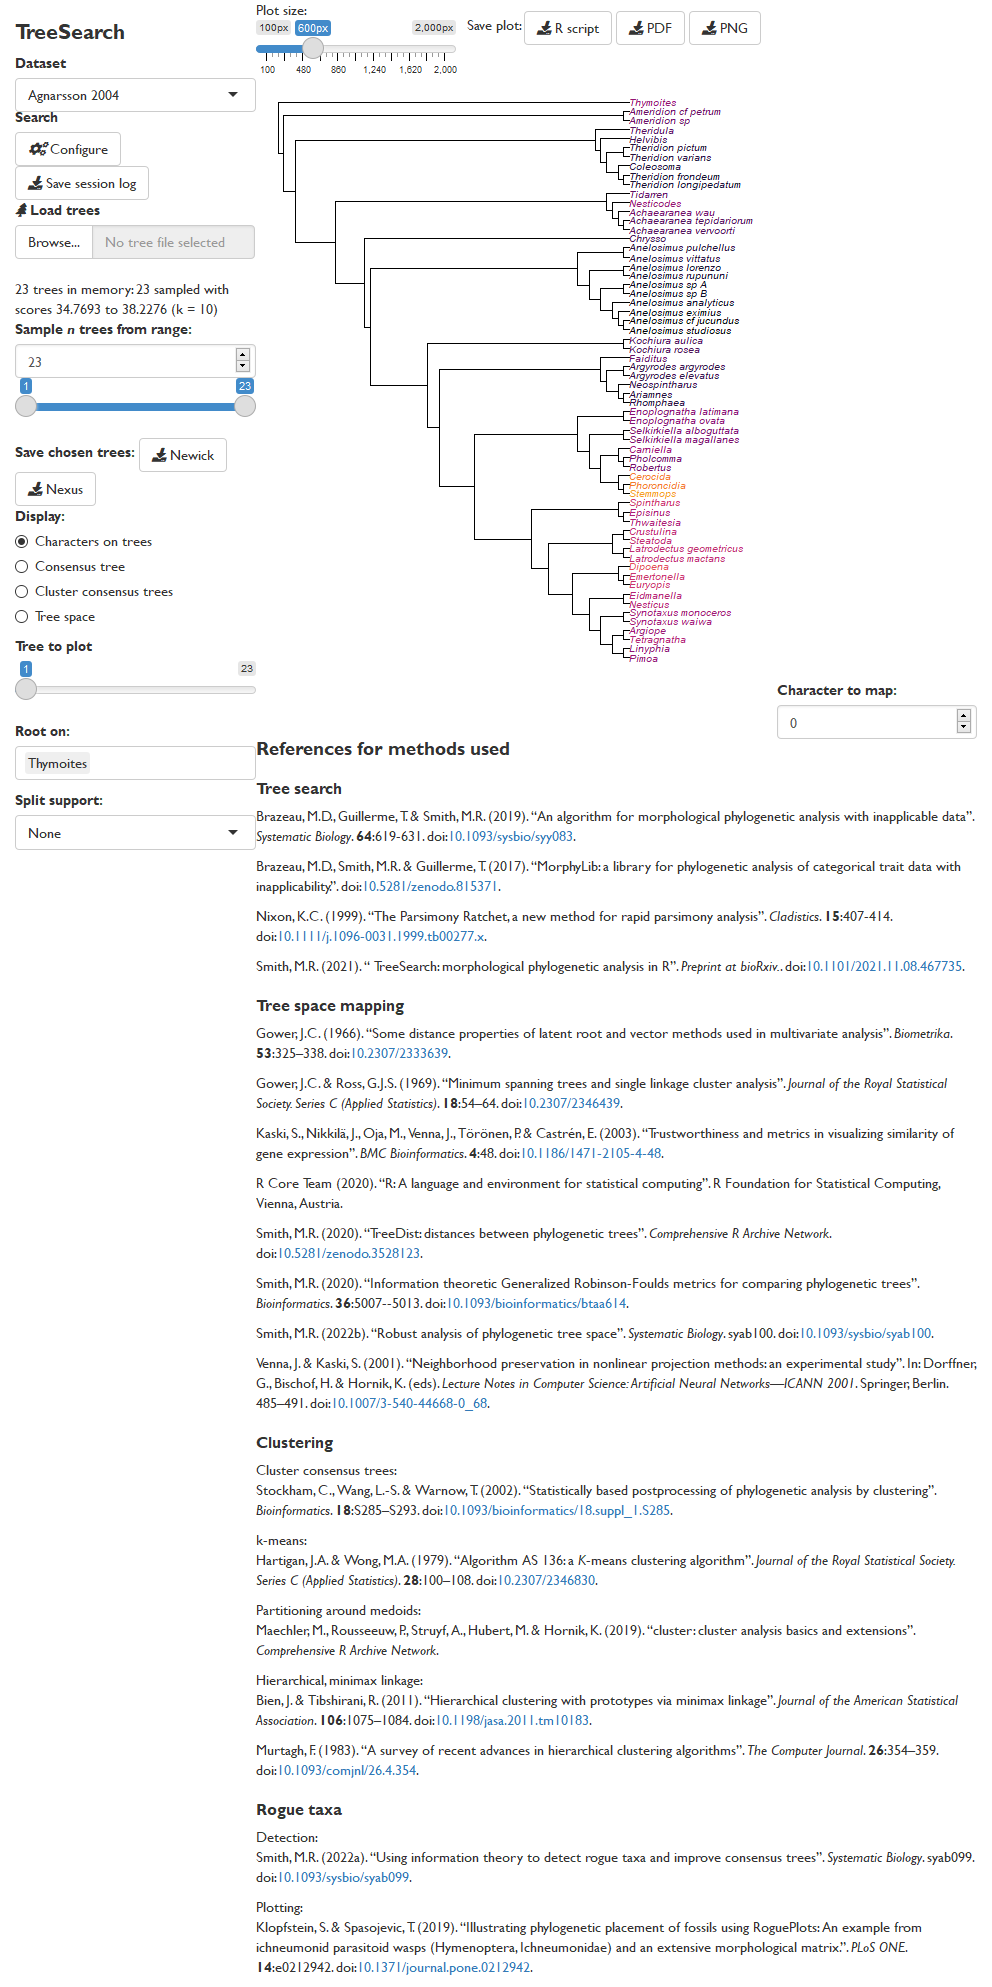 TreeSearch
Dataset
Agnarsson 2004
Search
Configure
Save session log
Load trees
Browse... No tree file selected
23 trees in memory: 23 sampled with
scores 34.7693 to 38.2276 (k = 10)
Sample n trees from range:
23
1 23
Save chosen trees: Newick
Nexus
Display:
Characters on trees
Consensus tree
Cluster consensus trees
Tree space
Tree to plot
1 23
Root on:
Thymoites
Split support:
None
Plot size:
100px 600px 2,000px
100 480 860 1,240 1,620 2,000
Save plot: R script PDF PNG
Thymoites
Ameridion cf petrum
Ameridion sp
Theridula
Helvibis
Theridion pictum
Theridion varians
Coleosoma
Theridion frondeum
Theridion longipedatum
Tidarren
Nesticodes
Achaearanea wau
Achaearanea tepidariorum
Achaearanea vervoorti
Chrysso
Anelosimus pulchellus
Anelosimus vittatus
Anelosimus lorenzo
Anelosimus rupununi
Anelosimus sp A
Anelosimus sp B
Anelosimus analyticus
Anelosimus eximius
Anelosimus cf jucundus
Anelosimus studiosus
Kochiura aulica
Kochiura rosea
Faiditus
Argyrodes argyrodes
Argyrodes elevatus
Neospintharus
Ariamnes
Rhomphaea
Enoplognatha latimana
Enoplognatha ovata
Selkirkiella alboguttata
Selkirkiella magallanes
Carniella
Pholcomma
Robertus
Cerocida
Phoroncidia
Stemmops
Spintharus
Episinus
Thwaitesia
Crustulina
Steatoda
Latrodectus geometricus
Latrodectus mactans
Dipoena
Emertonella
Euryopis
Eidmanella
Nesticus
Synotaxus monoceros
Synotaxus waiwa
Argiope
Tetragnatha
Linyphia
Pimoa
Character to map:
0
References for methods used
Tree search
Brazeau, M.D., Guillerme, T. & Smith, M.R. (2019). “An algorithm for morphological phylogenetic analysis with inapplicable data”.
Systematic Biology. 64:619-631. doi:10.1093/sysbio/syy083.
Brazeau, M.D., Smith, M.R. & Guillerme, T. (2017). “MorphyLib: a library for phylogenetic analysis of categorical trait data with
inapplicability.”. doi:10.5281/zenodo.815371.
Nixon, K.C. (1999). “The Parsimony Ratchet, a new method for rapid parsimony analysis”. Cladistics. 15:407-414.
doi:10.1111/j.1096-0031.1999.tb00277.x.
Smith, M.R. (2021). “ TreeSearch: morphological phylogenetic analysis in R”. Preprint at bioRxiv.. doi:10.1101/2021.11.08.467735.
Tree space mapping
Gower, J.C. (1966). “Some distance properties of latent root and vector methods used in multivariate analysis”. Biometrika.
53:325–338. doi:10.2307/2333639.
Gower, J.C. & Ross, G.J.S. (1969). “Minimum spanning trees and single linkage cluster analysis”. Journal of the Royal Statistical
Society. Series C (Applied Statistics). 18:54–64. doi:10.2307/2346439.
Kaski, S., Nikkilä, J., Oja, M., Venna, J., Törönen, P. & Castrén, E. (2003). “Trustworthiness and metrics in visualizing similarity of
gene expression”. BMC Bioinformatics. 4:48. doi:10.1186/1471-2105-4-48.
R Core Team (2020). “R: A language and environment for statistical computing”. R Foundation for Statistical Computing,
Vienna, Austria.
Smith, M.R. (2020). “TreeDist: distances between phylogenetic trees”. Comprehensive R Archive Network.
doi:10.5281/zenodo.3528123.
Smith, M.R. (2020). “Information theoretic Generalized Robinson-Foulds metrics for comparing phylogenetic trees”.
Bioinformatics. 36:5007--5013. doi:10.1093/bioinformatics/btaa614.
Smith, M.R. (2022b). “Robust analysis of phylogenetic tree space”. Systematic Biology. syab100. doi:10.1093/sysbio/syab100.
Venna, J. & Kaski, S. (2001). “Neighborhood preservation in nonlinear projection methods: an experimental study”. In: Dorffner,
G., Bischof, H. & Hornik, K. (eds). Lecture Notes in Computer Science: Artificial Neural Networks—ICANN 2001. Springer, Berlin.
485–491. doi:10.1007/3-540-44668-0_68.
Clustering
Cluster consensus trees:
Stockham, C., Wang, L.-S. & Warnow, T. (2002). “Statistically based postprocessing of phylogenetic analysis by clustering”.
Bioinformatics. 18:S285–S293. doi:10.1093/bioinformatics/18.suppl_1.S285.
k-means:
Hartigan, J.A. & Wong, M.A. (1979). “Algorithm AS 136: a K-means clustering algorithm”. Journal of the Royal Statistical Society.
Series C (Applied Statistics). 28:100–108. doi:10.2307/2346830.
Partitioning around medoids:
Maechler, M., Rousseeuw, P., Struyf, A., Hubert, M. & Hornik, K. (2019). “cluster: cluster analysis basics and extensions”.
Comprehensive R Archive Network.
Hierarchical, minimax linkage:
Bien, J. & Tibshirani, R. (2011). “Hierarchical clustering with prototypes via minimax linkage”. Journal of the American Statistical
Association. 106:1075–1084. doi:10.1198/jasa.2011.tm10183.
Murtagh, F. (1983). “A survey of recent advances in hierarchical clustering algorithms”. The Computer Journal. 26:354–359.
doi:10.1093/comjnl/26.4.354.
Rogue taxa
Detection:
Smith, M.R. (2022a). “Using information theory to detect rogue taxa and improve consensus trees”. Systematic Biology. syab099.
doi:10.1093/sysbio/syab099.
Plotting:
Klopfstein, S. & Spasojevic, T. (2019). “Illustrating phylogenetic placement of fossils using RoguePlots: An example from
ichneumonid parasitoid wasps (Hymenoptera, Ichneumonidae) and an extensive morphological matrix.”. PLoS ONE.
14:e0212942. doi:10.1371/journal.pone.0212942.